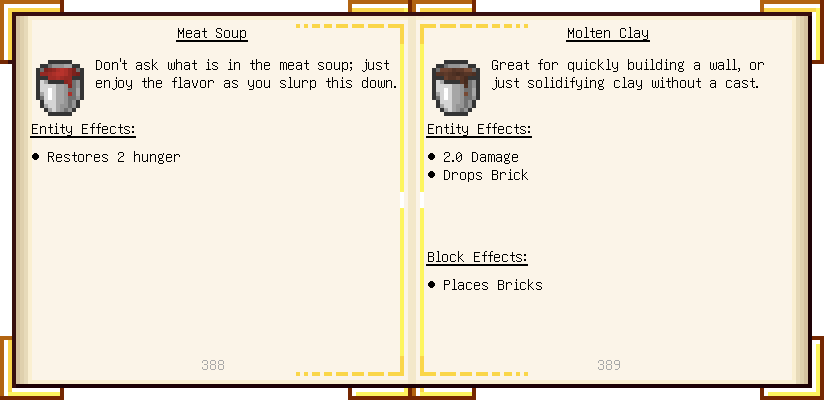 Meat Soup
Don't ask what is in the meat soup; just
enjoy the flavor as you slurp this down.
Entity Effects:
● Restores 2 hunger
388
Molten Clay
Great for quickly building a wall, or
just solidifying clay without a cast.
Entity Effects:
● 2.0 Damage
● Drops Brick
Block Effects:
● Places Bricks
389